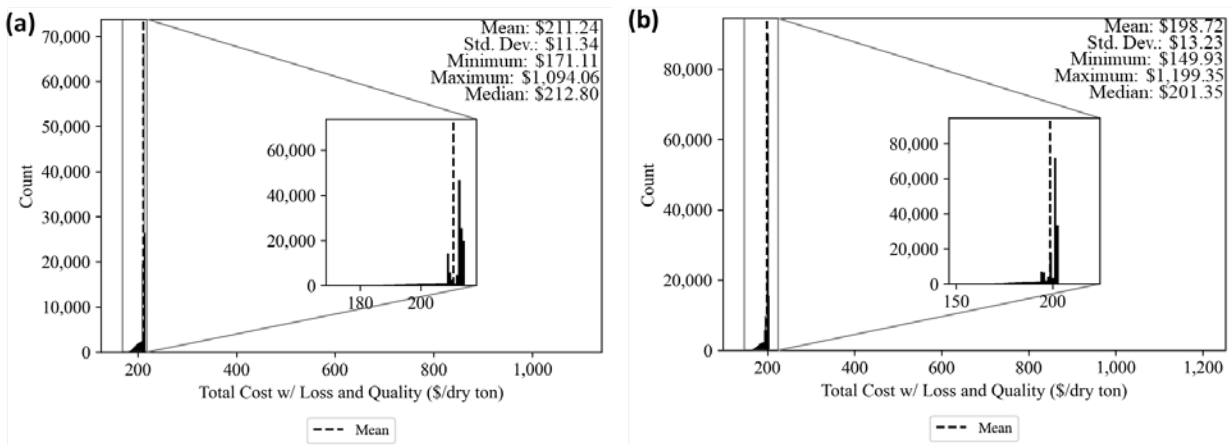 (a)
Mean: $211.24
Std. Dev.: $11.34
Minimum: $171.11
Maximum: $1,094.06
Median: $212.80
70,000
60,000
50,000
40,000
30,000
20,000
10,000
0
Count
60,000
40,000
20,000
0
180
200
200
400
600
800
1,000
Total Cost w/ Loss and Quality ($/dry ton)
Mean
(b)
Mean: $198.72
Std. Dev.: $13.23
Minimum: $149.93
Maximum: $1,199.35
Median: $201.35
80,000
60,000
40,000
20,000
0
Count
80,000
60,000
40,000
20,000
0
150
200
200
400
600
800
1,000
1,200
Total Cost w/ Loss and Quality ($/dry ton)
Mean